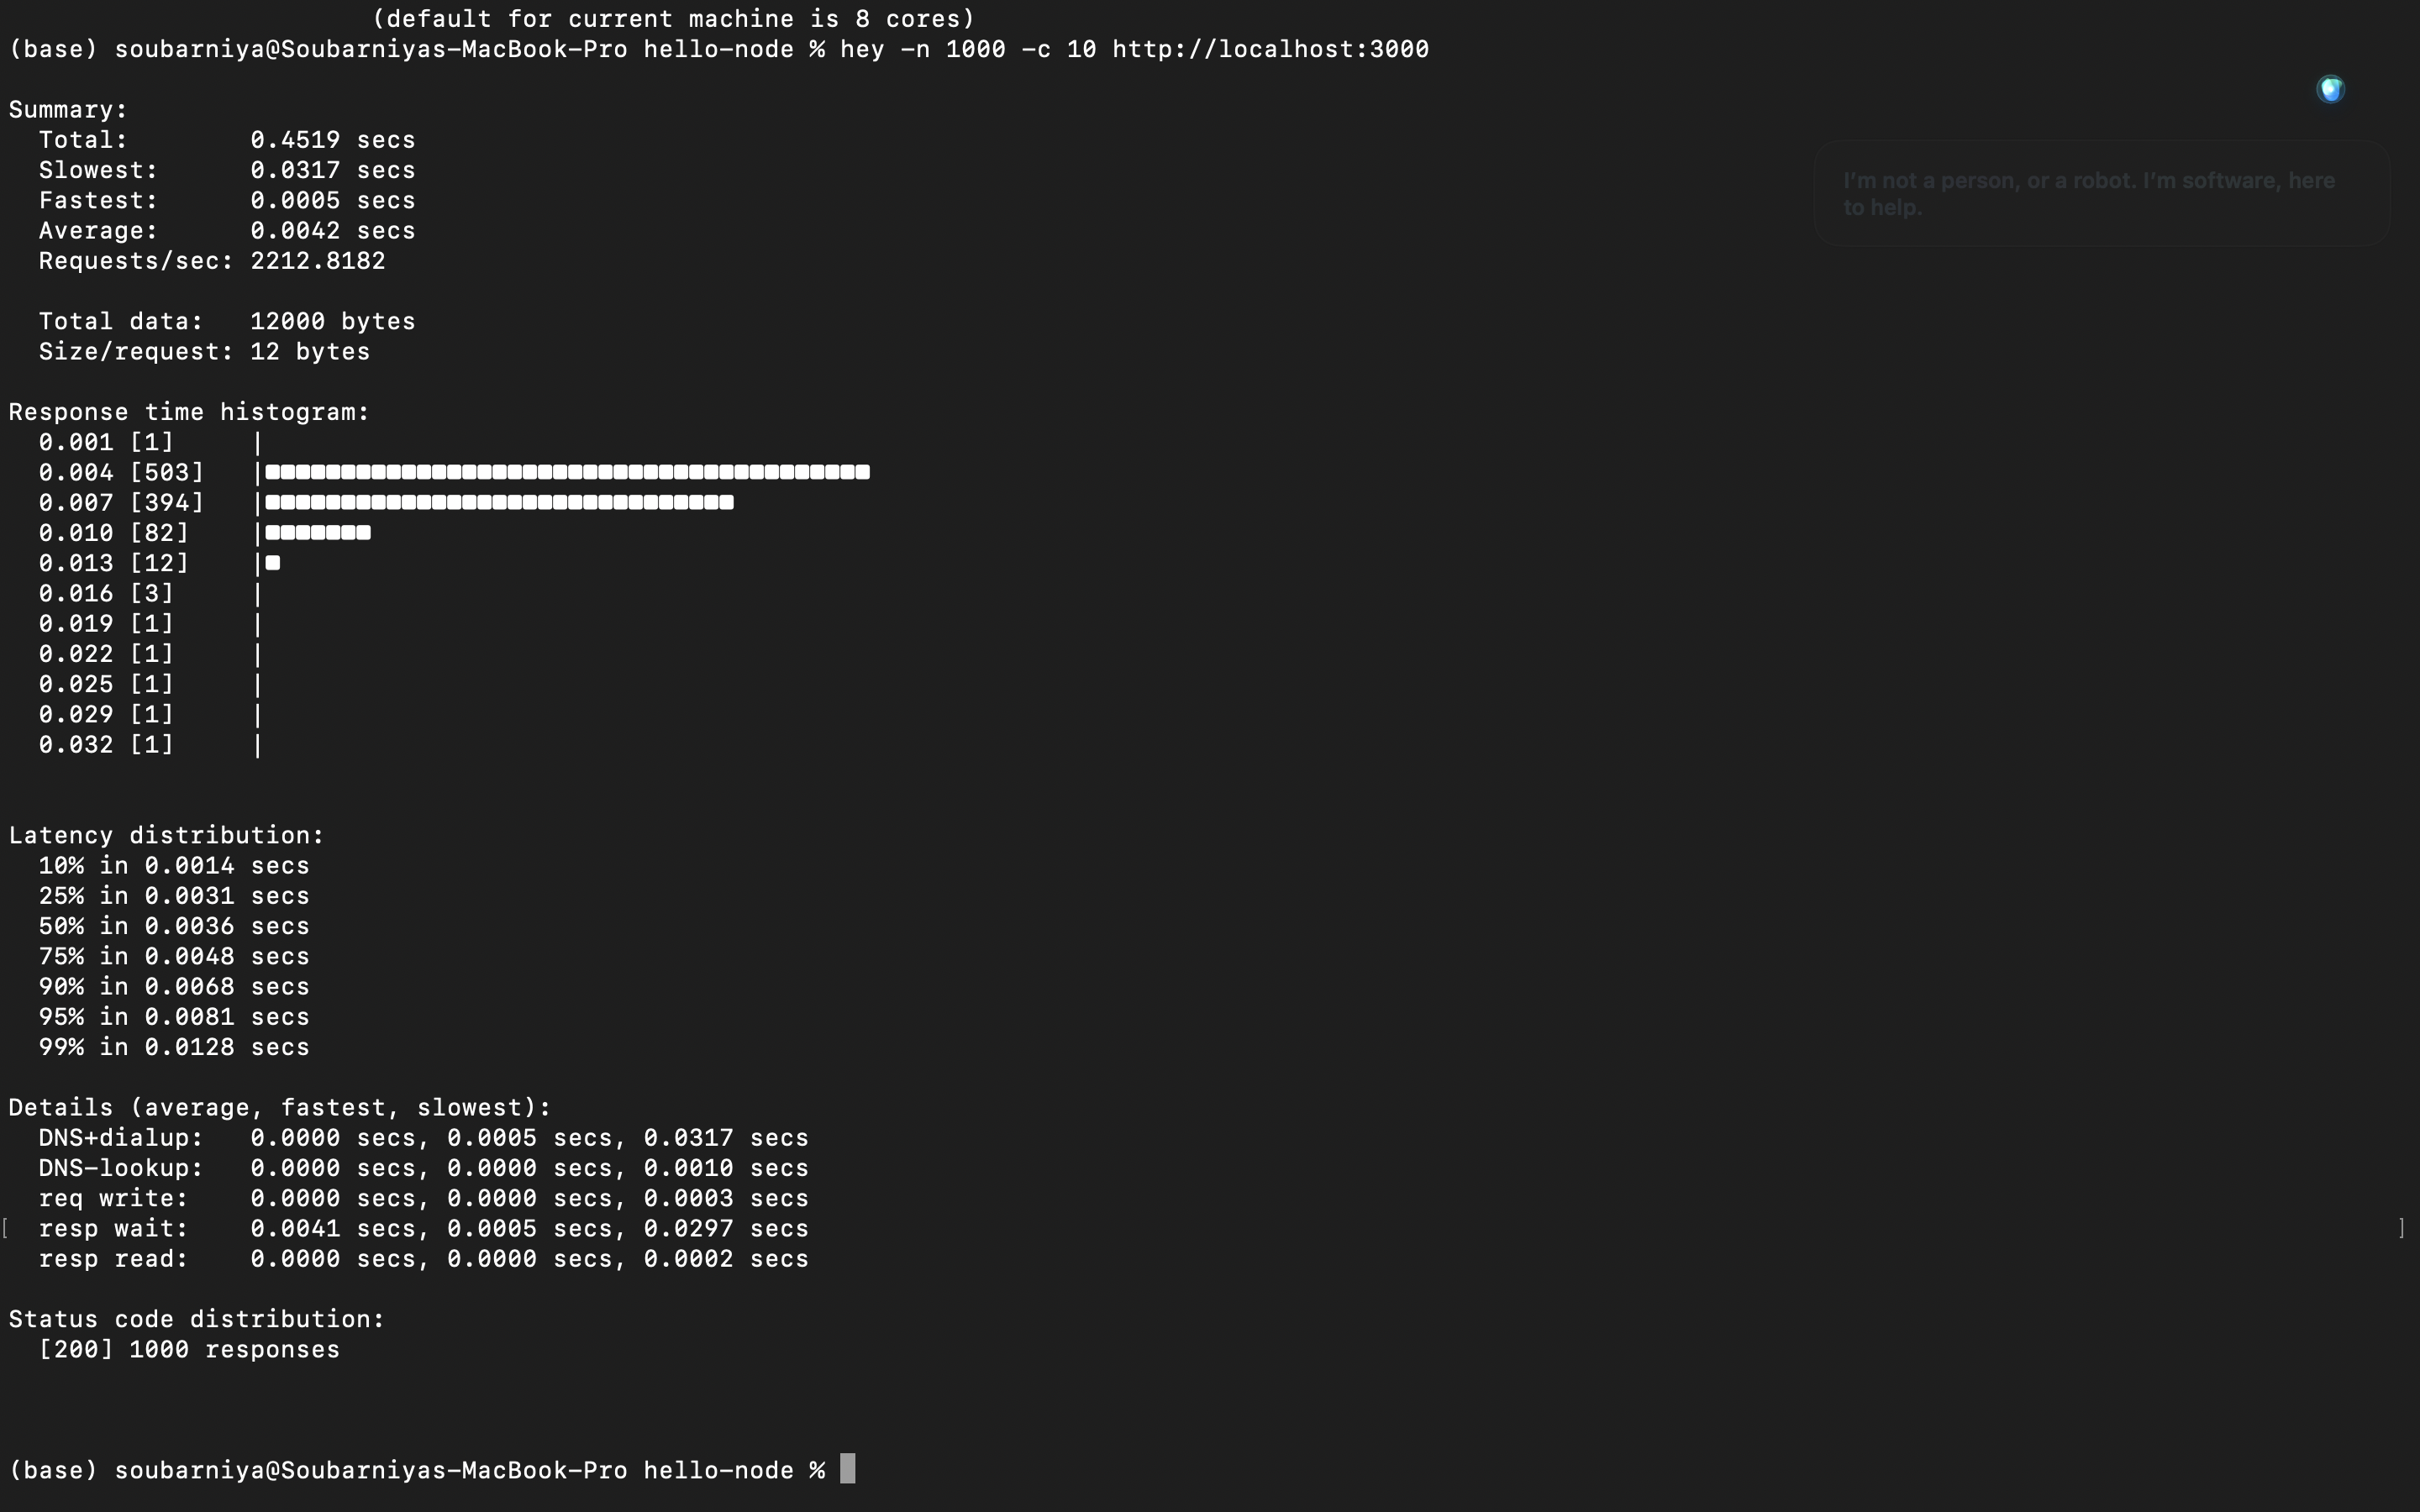 (default for current machine is 8 cores)
(base) soubarniya@Soubarniyas-MacBook-Pro hello-node % hey -n 1000 -c 10 http://localhost:3000
Summary:
Total: 0.4519 secs
Slowest: 0.0317 secs
Fastest: 0.0005 secs
Average: 0.0042 secs
Requests/sec: 2212.8182
I'm not a person, or a robot. I'm software, here
to help.
Total data: 12000 bytes
Size/request: 12 bytes
Response time histogram:
0.001 [1] |
0.004 [503] |■■■■■■■■■■■■■■■■■■■■■■■■■■■■■■■■■■■■■■■■
0.007 [394] |■■■■■■■■■■■■■■■■■■■■■■■■■■■■■■■
0.010 [82] |■■■■■■■
0.013 [12] |■
0.016 [3] |
0.019 [1] |
0.022 [1] |
0.025 [1] |
0.029 [1] |
0.032 [1] |
Latency distribution:
10% in 0.0014 secs
25% in 0.0031 secs
50% in 0.0036 secs
75% in 0.0048 secs
90% in 0.0068 secs
95% in 0.0081 secs
99% in 0.0128 secs
Details (average, fastest, slowest):
DNS+dialup: 0.0000 secs, 0.0005 secs, 0.0317 secs
DNS-lookup: 0.0000 secs, 0.0000 secs, 0.0010 secs
req write: 0.0000 secs, 0.0000 secs, 0.0003 secs
[ resp wait: 0.0041 secs, 0.0005 secs, 0.0297 secs ]
resp read: 0.0000 secs, 0.0000 secs, 0.0002 secs
Status code distribution:
[200] 1000 responses
(base) soubarniya@Soubarniyas-MacBook-Pro hello-node %